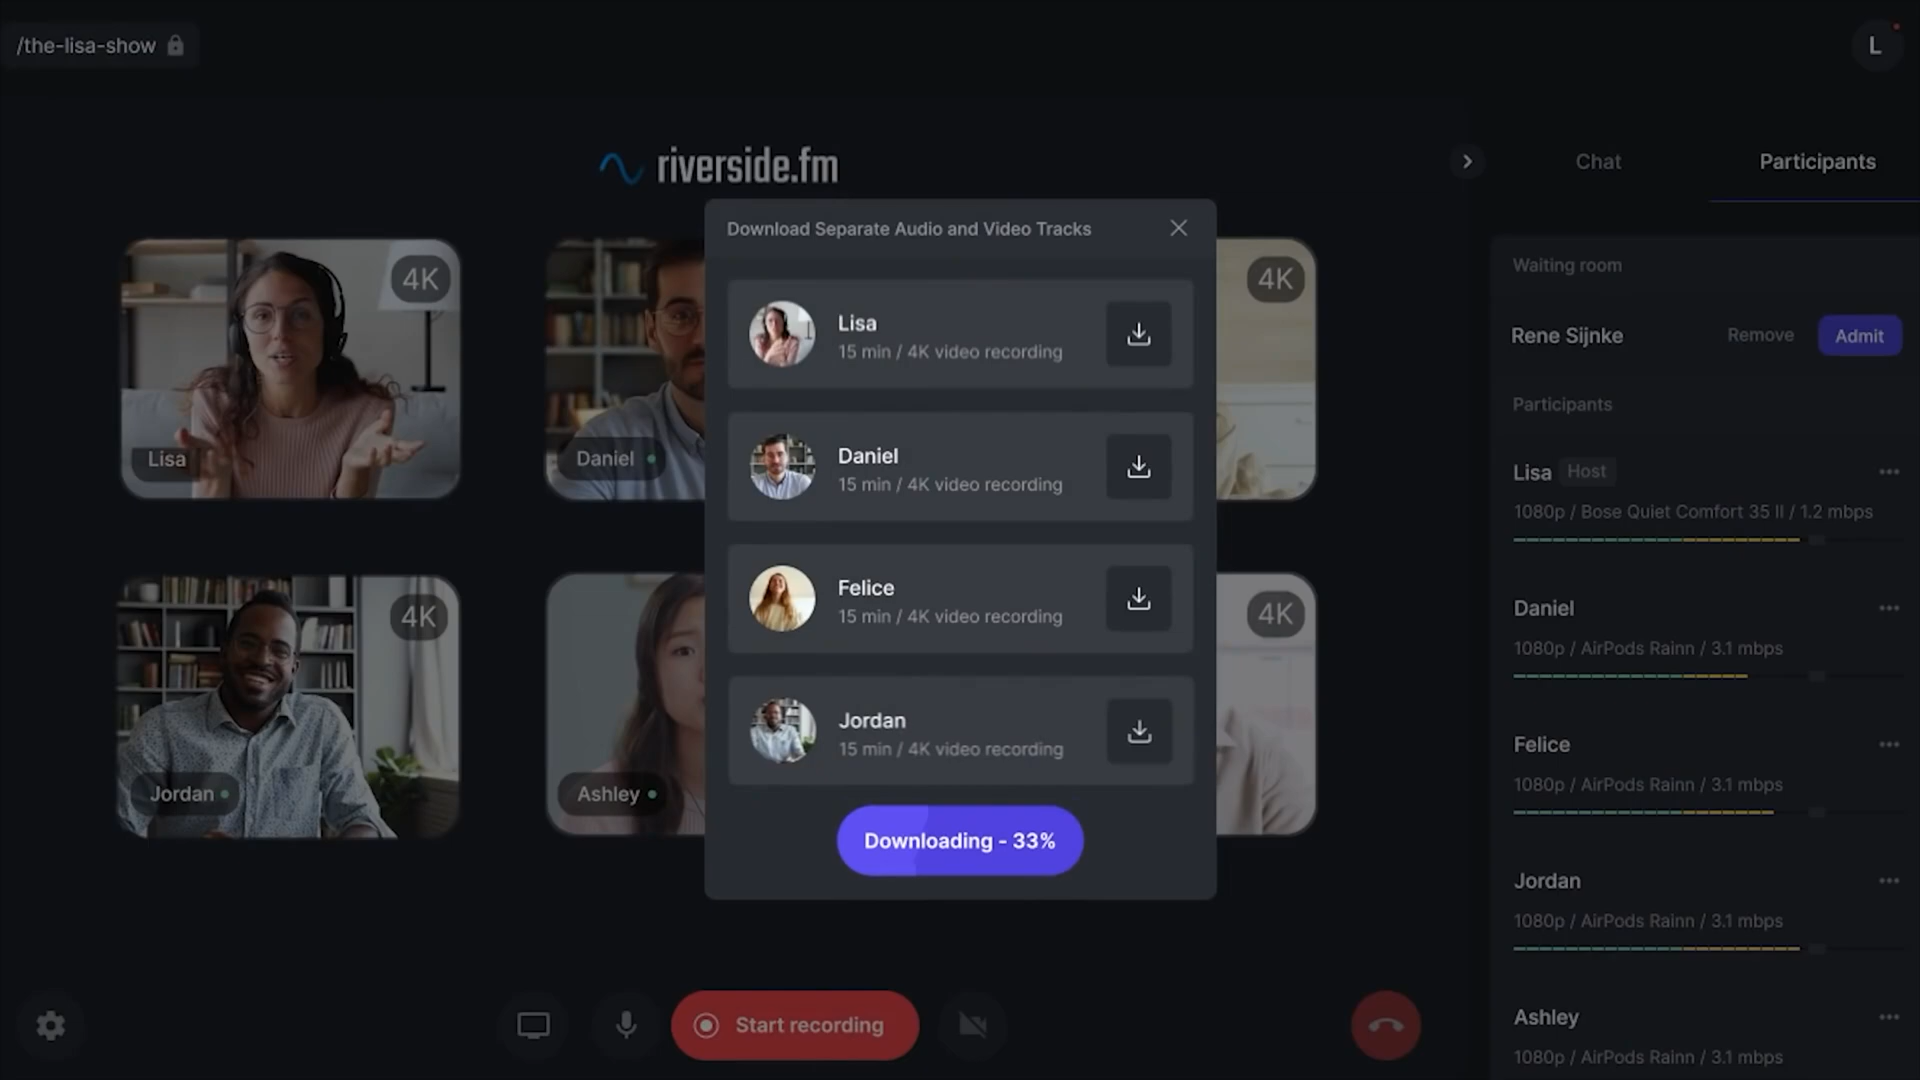 /the-lisa-show
L
riverside.fm
Chat
Participants
Download Separate Audio and Video Tracks
Lisa
15 min / 4K video recording
Daniel
15 min / 4K video recording
Felice
15 min / 4K video recording
Jordan
15 min / 4K video recording
Downloading - 33%
4K
Lisa
Daniel
4K
4K
Jordan
Ashley
4K
Start recording
Waiting room
Rene Sijnke
Remove
Admit
Participants
Lisa Host
1080p / Bose Quiet Comfort 35 II / 1.2 mbps
Daniel
1080p / AirPods Rainn / 3.1 mbps
Felice
1080p / AirPods Rainn / 3.1 mbps
Jordan
1080p / AirPods Rainn / 3.1 mbps
Ashley
1080p / AirPods Rainn / 3.1 mbps